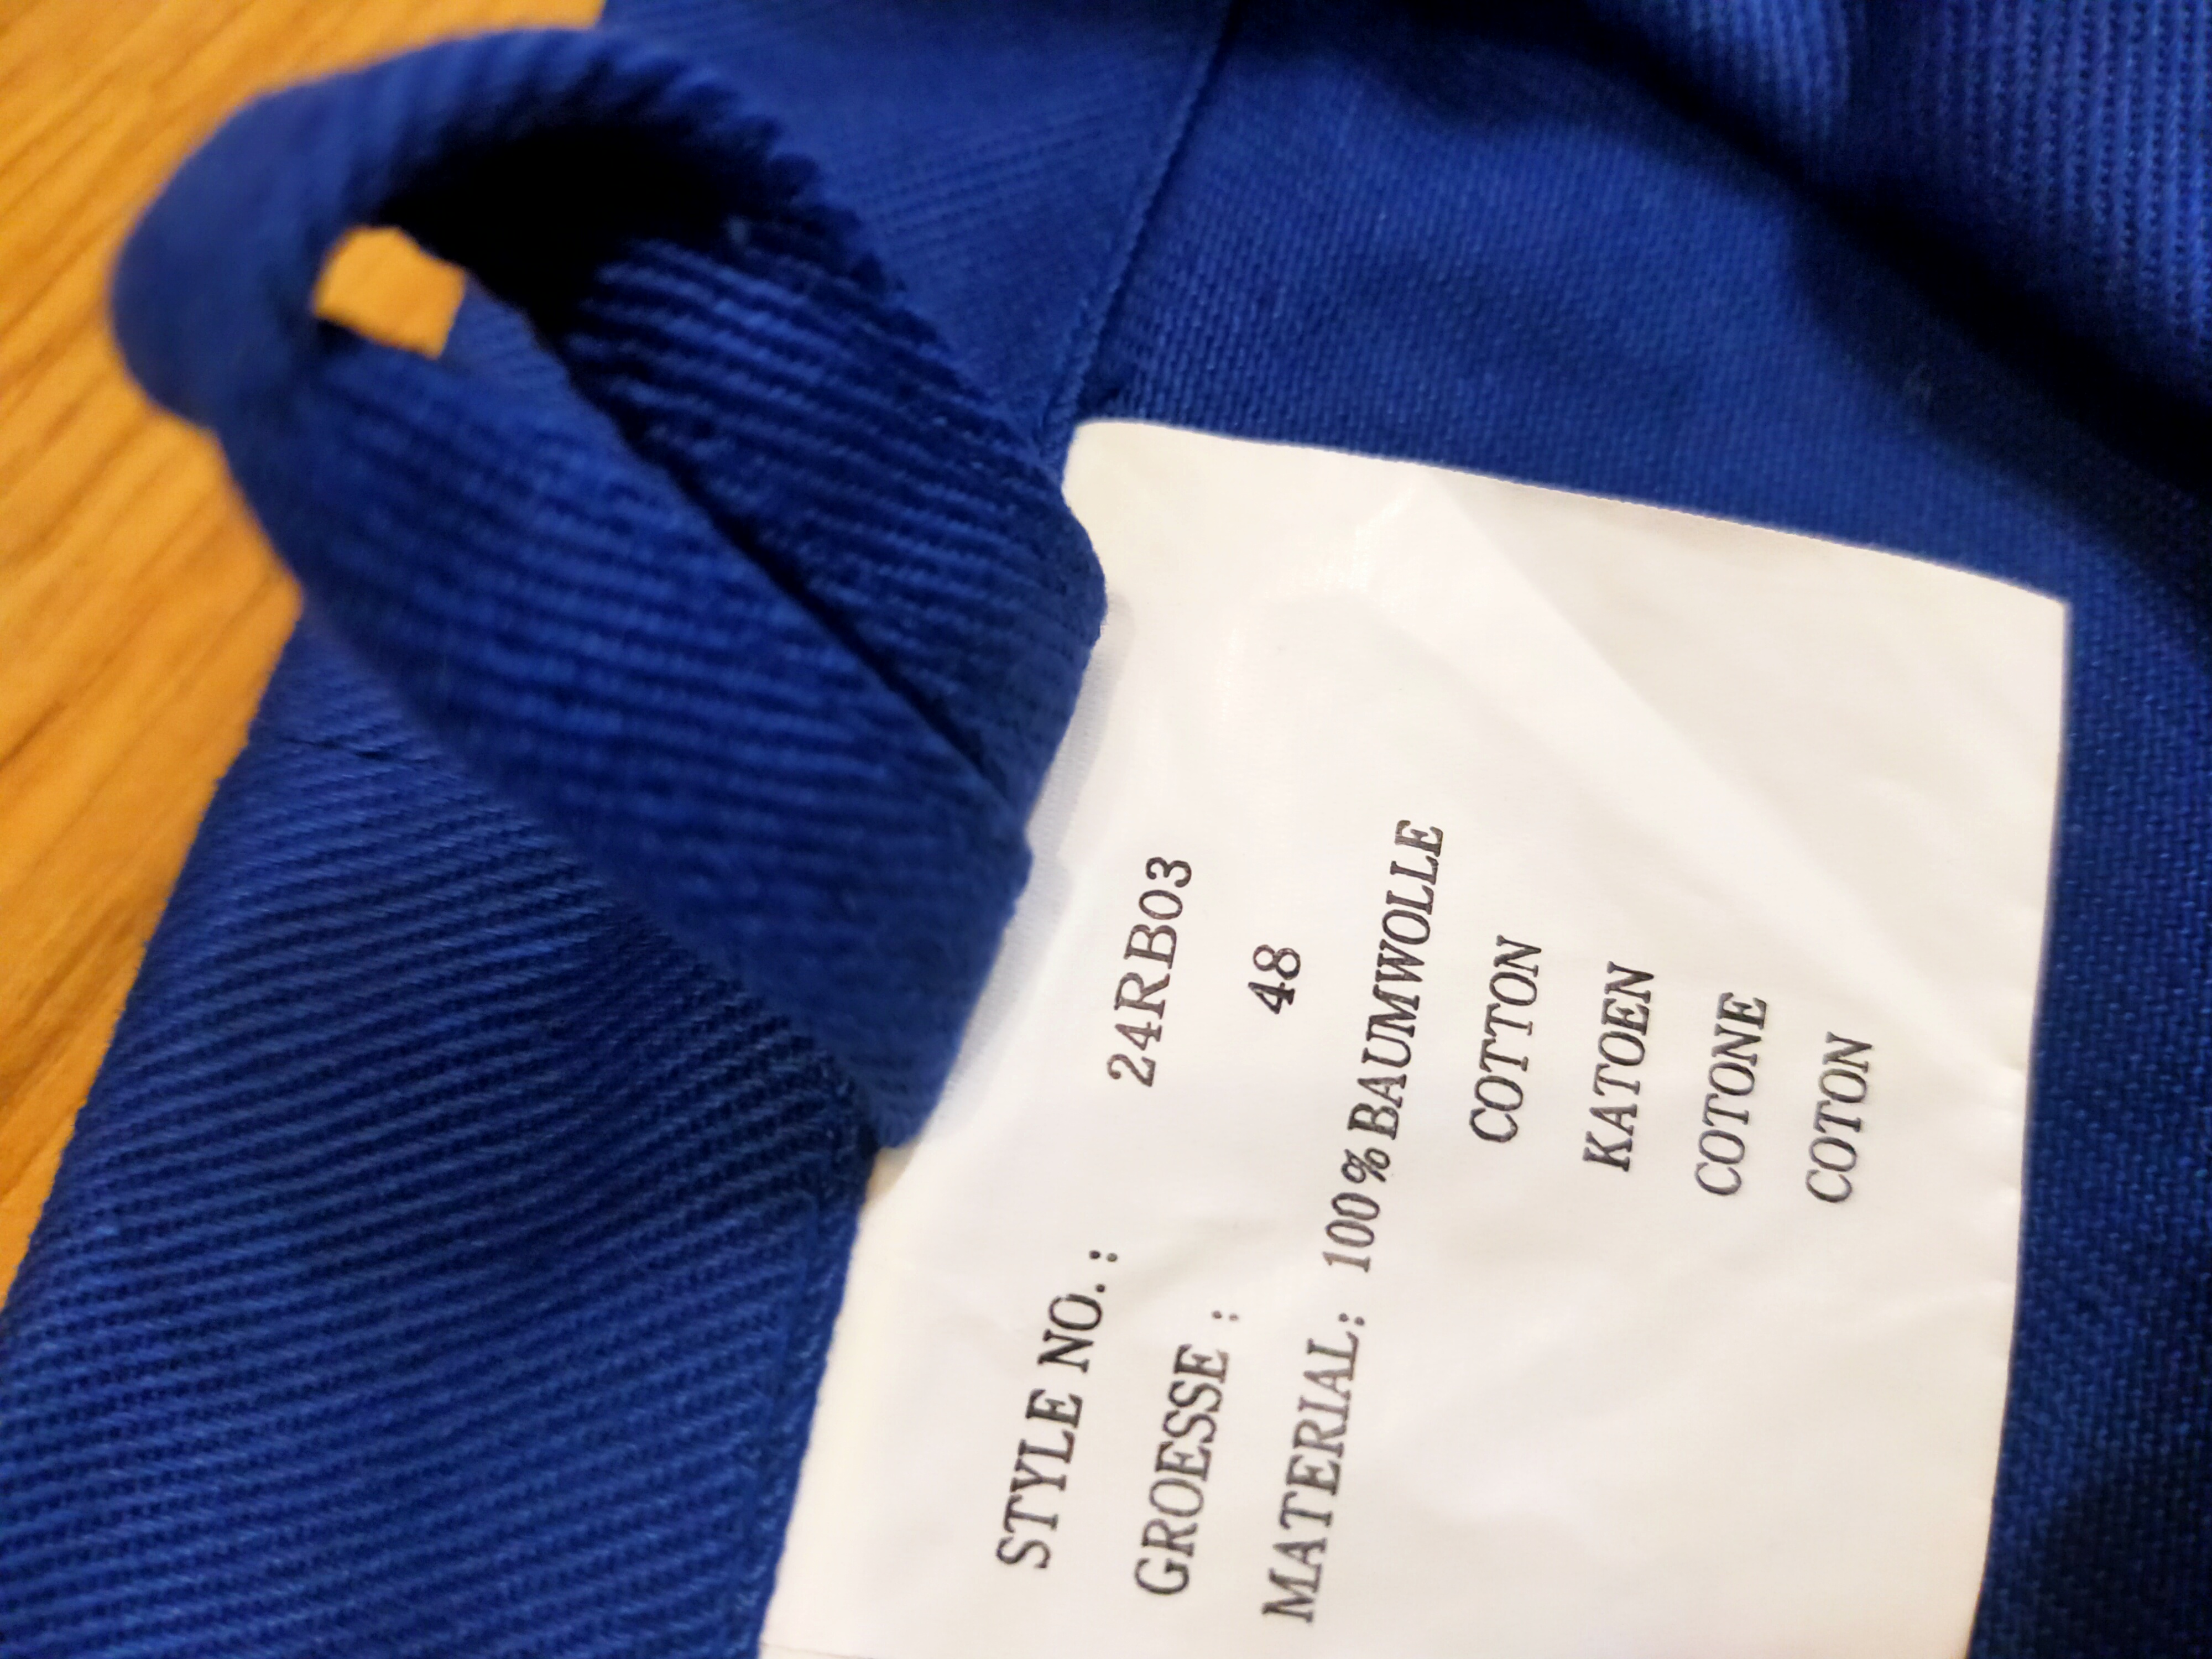 STYLE NO. : 24RB03
GROESSE : 48
MATERIAL: 100% BAUMWOLLE
COTTON
KATOEN
COTONE
COTON